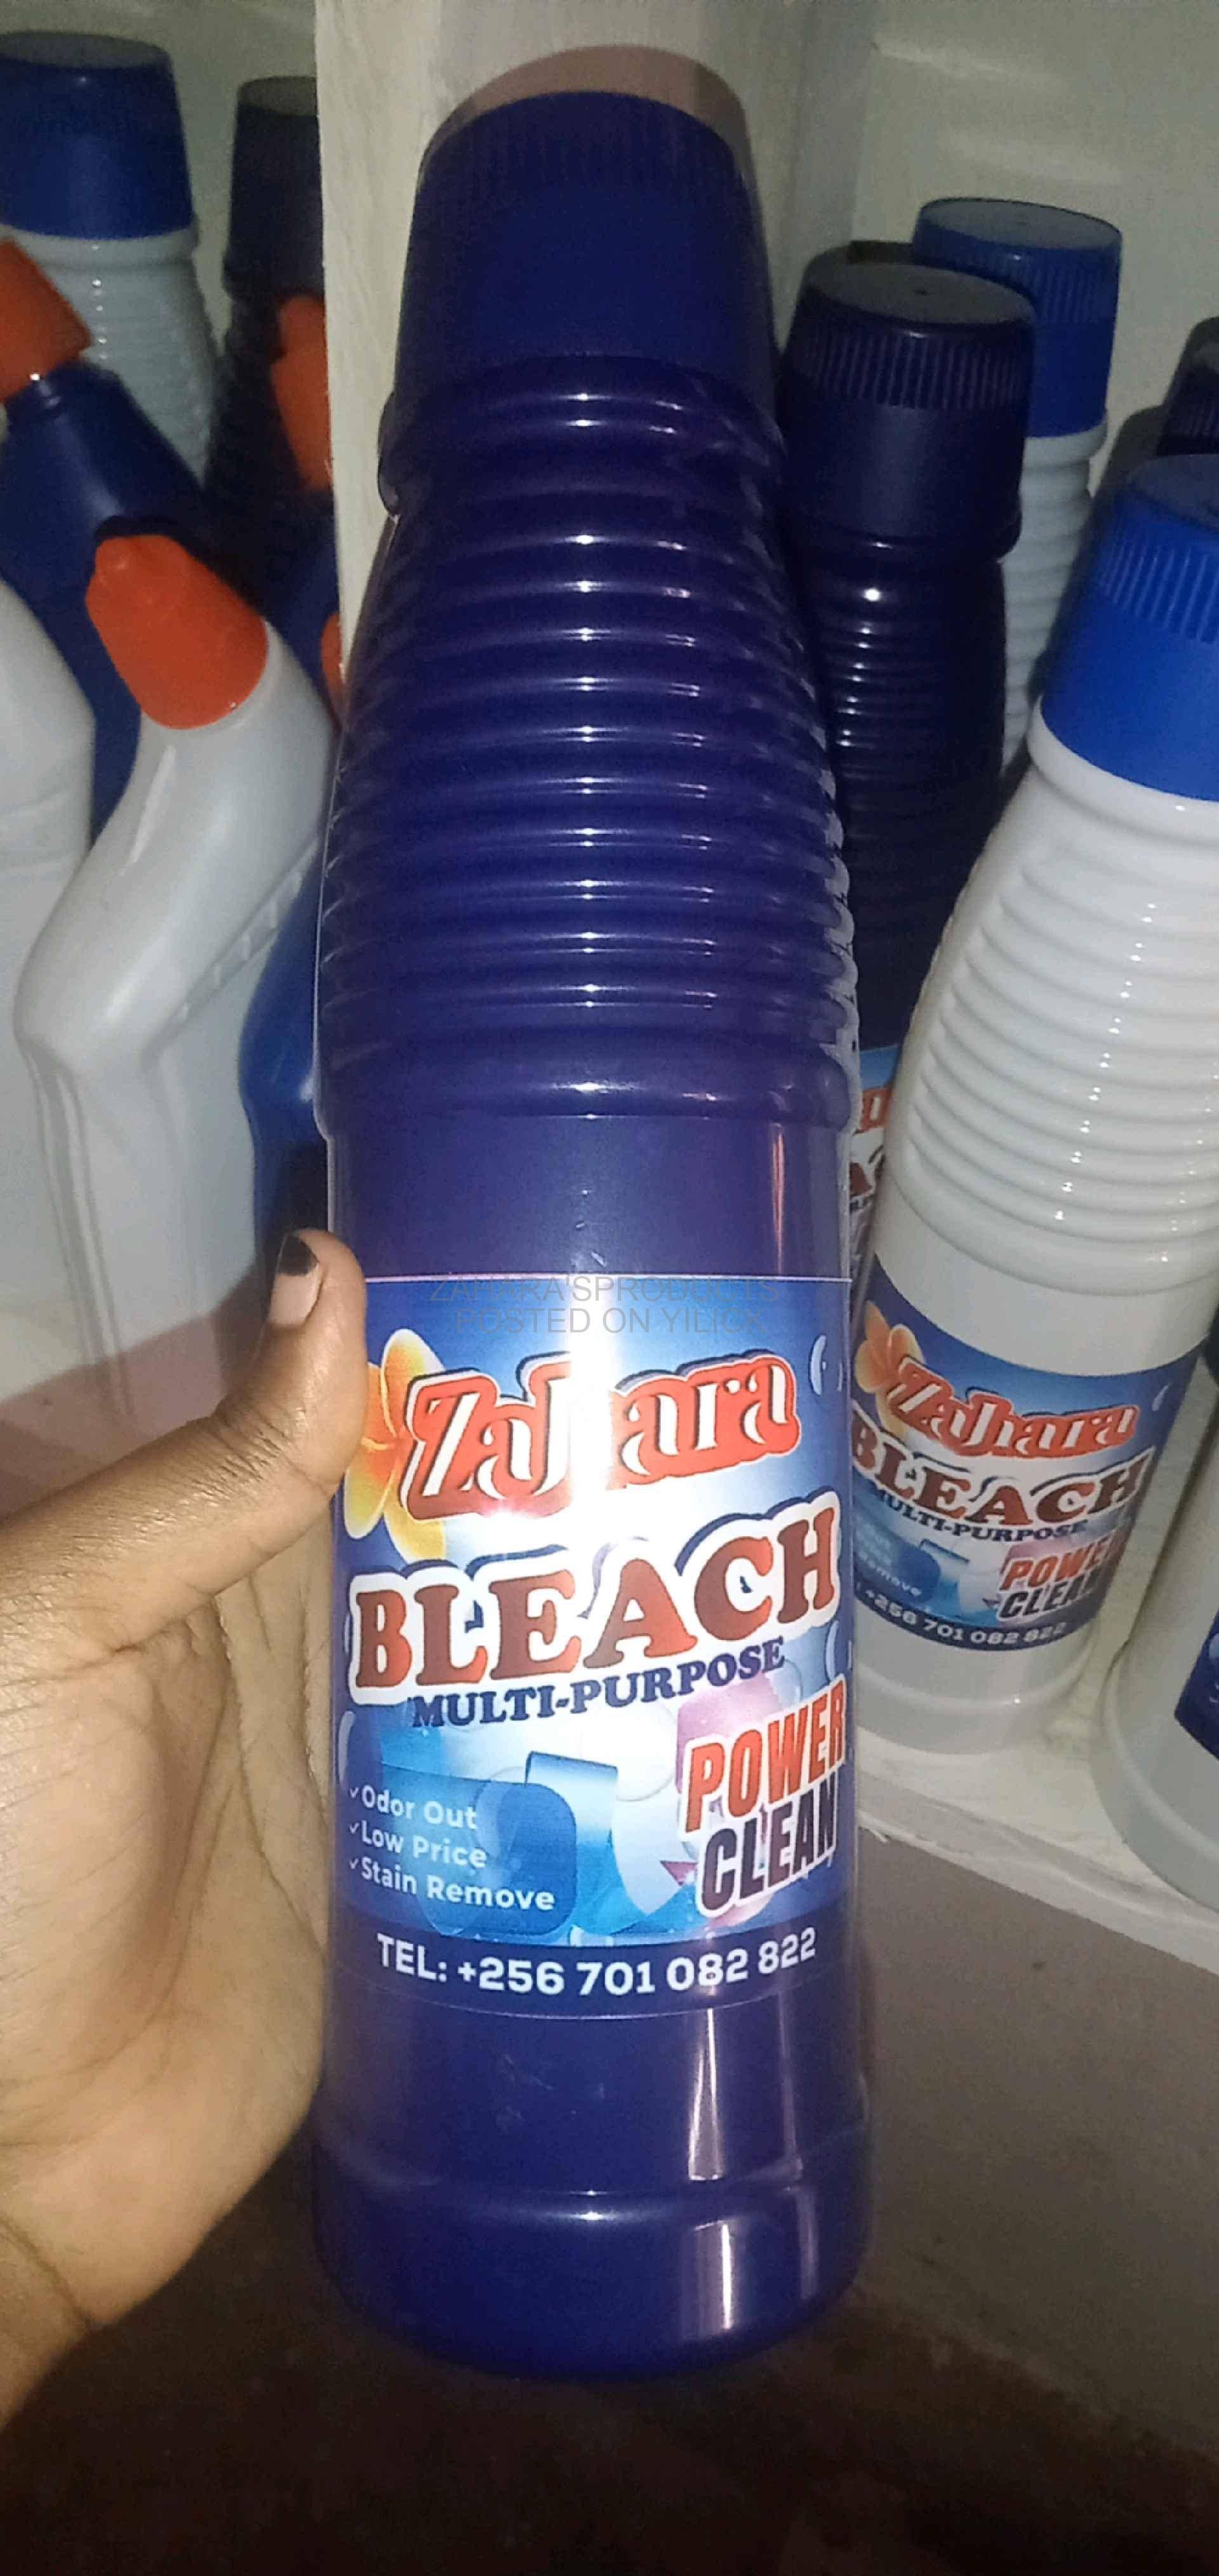 ZAHARA'SPRODUCTS
POSTED ON YILICK
Zahara
BLEACH
MULTI-PURPOSE
POWER
CLEAN
✓Odor Out
✓Low Price
✓Stain Remove
TEL: +256 701 082 822
Zahara
BLEACH
MULTI-PURPOSE
POWER
CLEAN
+256 701 082 822